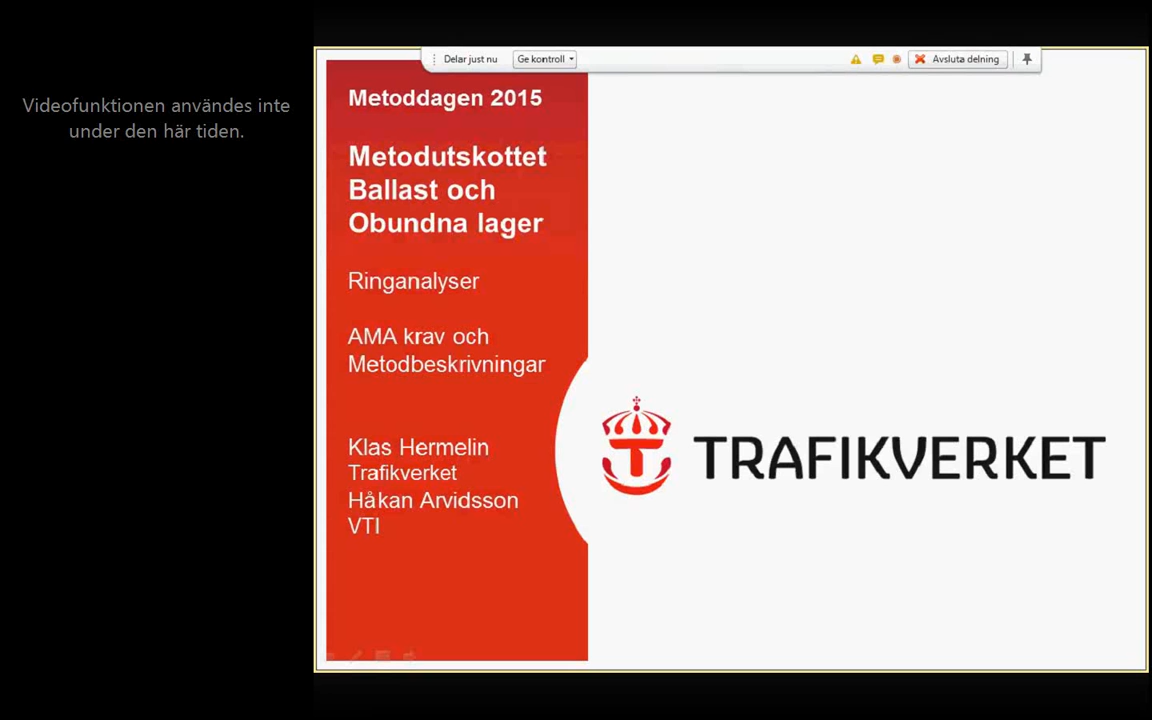 Videofunktionen användes inte
under den här tiden.
Delar just nu
Ge kontroll
Avsluta delning
Metoddagen 2015
Metodutskottet
Ballast och
Obundna lager
Ringanalyser
AMA krav och
Metodbeskrivningar
Klas Hermelin
Trafikverket
Håkan Arvidsson
VTI
TRAFIKVERKET